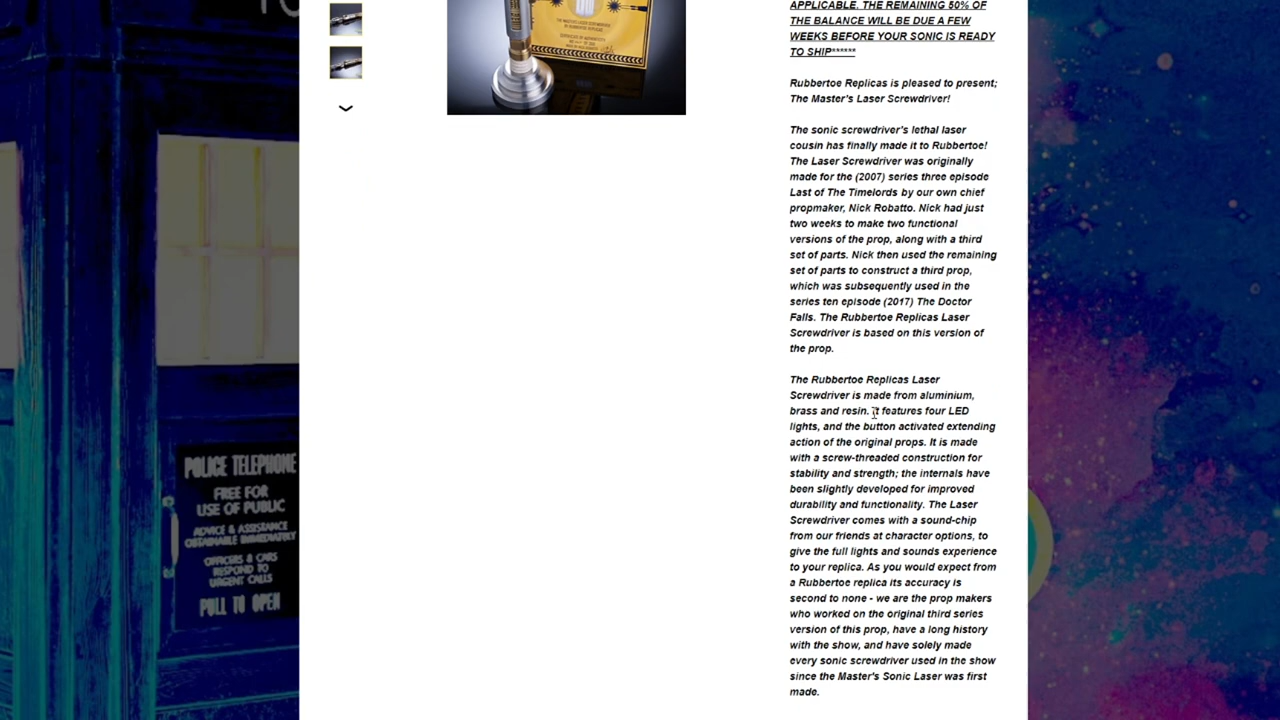 APPLICABLE. THE REMAINING 50% OF
THE BALANCE WILL BE DUE A FEW
WEEKS BEFORE YOUR SONIC IS READY
TO SHIP******
Rubbertoe Replicas is pleased to present;
The Master's Laser Screwdriver!
The sonic screwdriver's lethal laser
cousin has finally made it to Rubbertoe!
The Laser Screwdriver was originally
made for the (2007) series three episode
Last of The Timelords by our own chief
propmaker, Nick Robatto. Nick had just
two weeks to make two functional
versions of the prop, along with a third
set of parts. Nick then used the remaining
set of parts to construct a third prop,
which was subsequently used in the
series ten episode (2017) The Doctor
Falls. The Rubbertoe Replicas Laser
Screwdriver is based on this version of
the prop.
The Rubbertoe Replicas Laser
Screwdriver is made from aluminium,
brass and resin. It features four LED
lights, and the button activated extending
action of the original props. It is made
with a screw-threaded construction for
stability and strength; the internals have
been slightly developed for improved
durability and functionality. The Laser
Screwdriver comes with a sound-chip
from our friends at character options, to
give the full lights and sounds experience
to your replica. As you would expect from
a Rubbertoe replica its accuracy is
second to none - we are the prop makers
who worked on the original third series
version of this prop, have a long history
with the show, and have solely made
every sonic screwdriver used in the show
since the Master's Sonic Laser was first
made.
POLICE TELEPHONE
FREE FOR
USE OF PUBLIC
ADVICE & ASSISTANCE
OBTAINABLE IMMEDIATELY
OFFICERS & CARS
RESPOND TO
URGENT CALLS
PULL TO OPEN